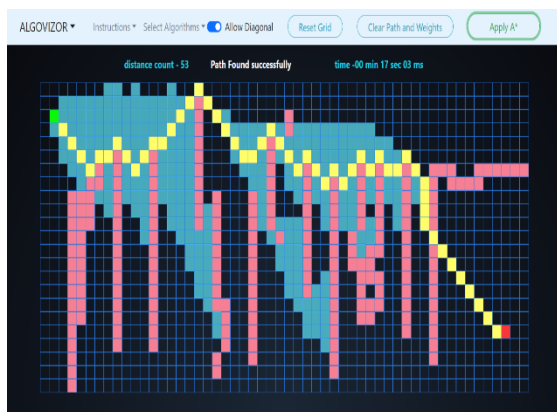 ALGOVIZOR Instructions Select Algorithms Allow Diagonal Reset Grid Clear Path and Weights Apply A*
distance count - 53 Path Found successfully time -00 min 17 sec 03 ms